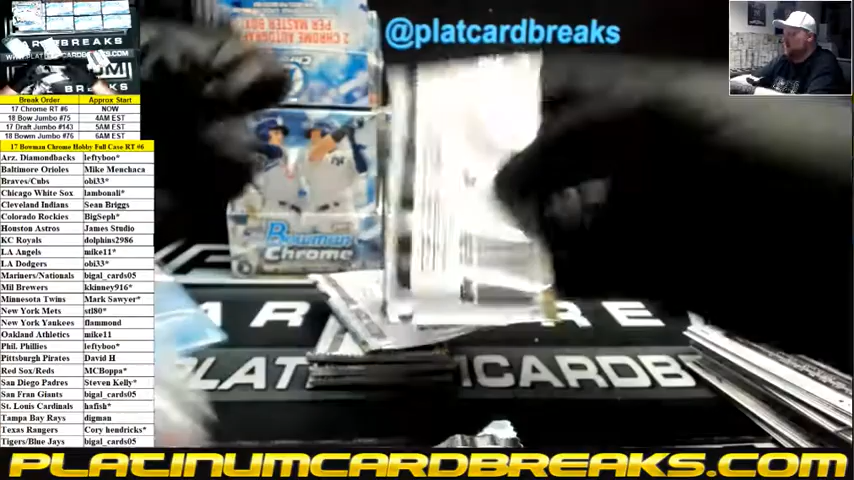 @platcardbreaks
2 CHROME AUTOGRAPHS
PER MASTER BOX
Bowman
Chrome
Break Order Approx Start
17 Chrome RT #6 NOW
18 Bow Jumbo #75 4AM EST
17 Draft Jumbo #143 5AM EST
18 Bowm Jumbo #76 6AM EST
17 Bowman Chrome Hobby Full Case RT #6
Arz. Diamondbacks leftyboo*
Baltimore Orioles Mike Menchaca
Braves/Cubs obi33*
Chicago White Sox lambonali*
Cleveland Indians Sean Briggs
Colorado Rockies BigSeph*
Houston Astros James Studio
KC Royals dolphins2986
LA Angels mike11*
LA Dodgers obi33*
Mariners/Nationals bigal_cards05
Mil Brewers kkinney916*
Minnesota Twins Mark Sawyer*
New York Mets stl80*
New York Yankees flammond
Oakland Athletics mike11
Phil. Phillies leftyboo*
Pittsburgh Pirates David H
Red Sox/Reds MCBoppa*
San Diego Padres Steven Kelly*
San Fran Giants bigal_cards05
St. Louis Cardinals hafish*
Tampa Bay Rays digman
Texas Rangers Cory hendricks*
Tigers/Blue Jays bigal_cards05
PLATINUMCARDBREAKS.COM